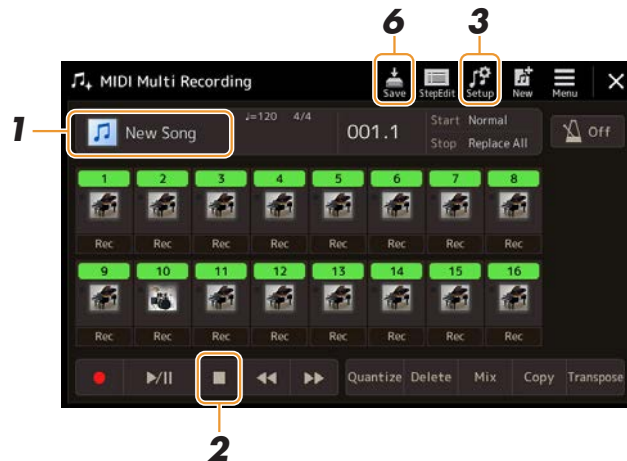 6 3
MIDI Multi Recording Save StepEdit Setup New Menu
1 New Song ♩=120 4/4 001.1 Start Normal Off
Stop Replace All
1 2 3 4 5 6 7 8
Rec Rec Rec Rec Rec Rec Rec Rec
9 10 11 12 13 14 15 16
Rec Rec Rec Rec Rec Rec Rec Rec
Quantize Delete Mix Copy Transpose
2